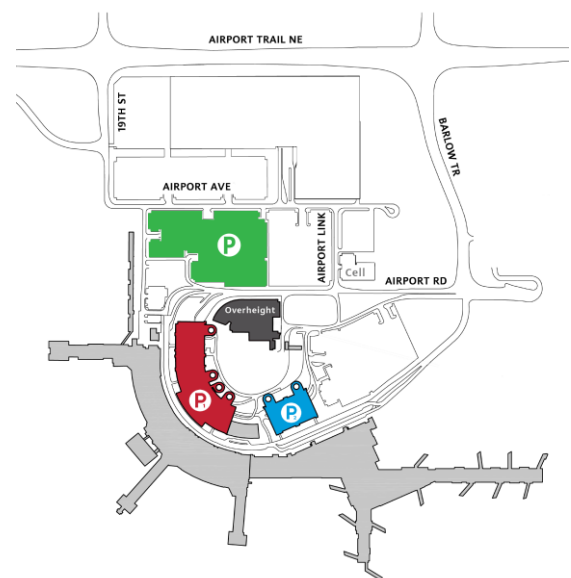 AIRPORT TRAIL NE
19TH ST
BARLOW TR
AIRPORT AVE
P
AIRPORT LINK
Cell
AIRPORT RD
Overheight
P
P